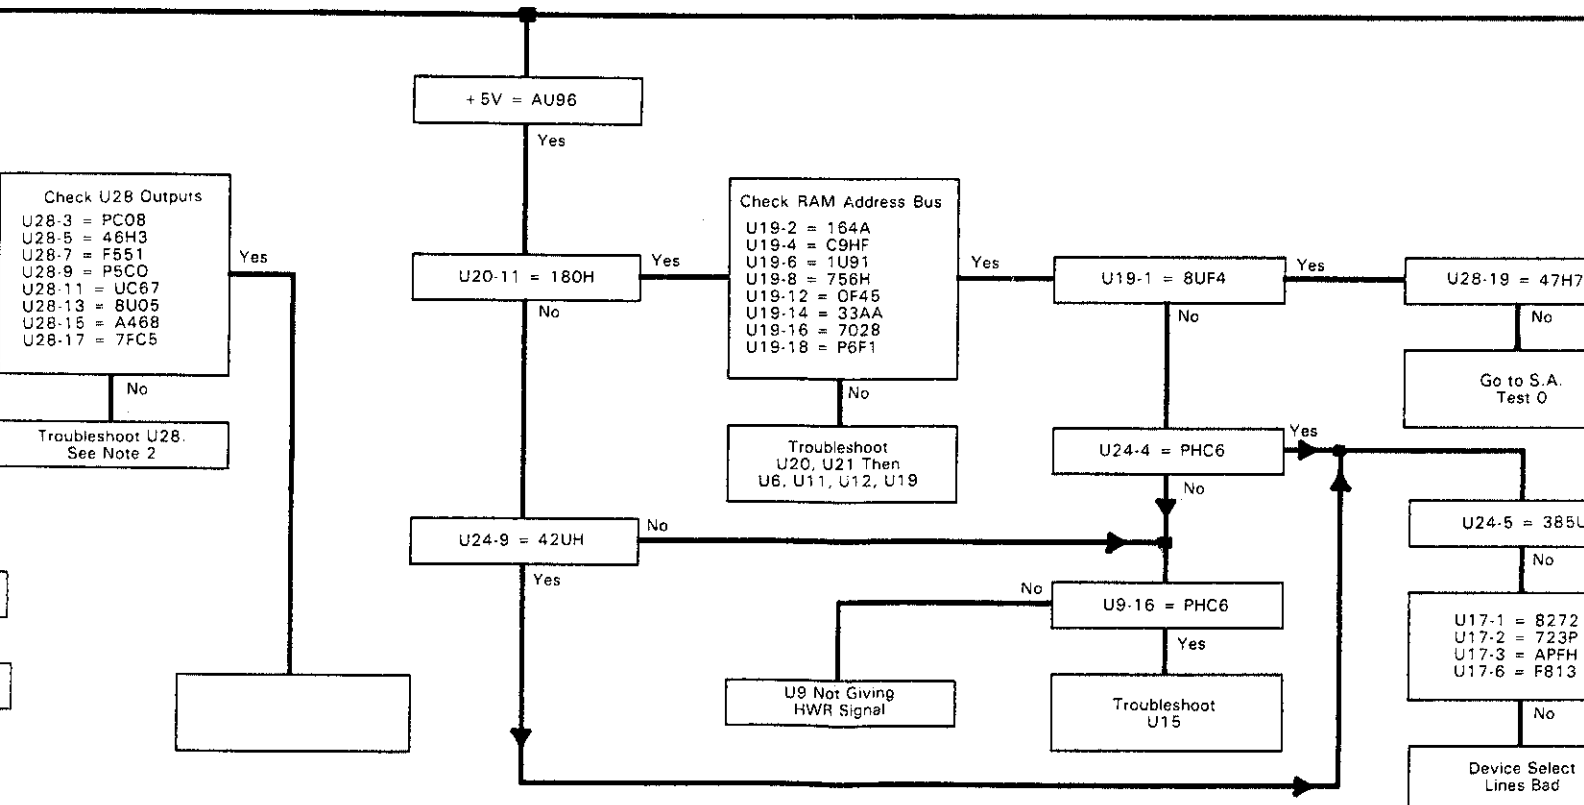 +5V = AU96
Yes
Check U28 Outputs
U28-3 = PC08
U28-5 = 46H3
U28-7 = F551
U28-9 = P5C0
U28-11 = UC67
U28-13 = 8U05
U28-15 = A468
U28-17 = 7FC5
Yes
No
Troubleshoot U28.
See Note 2
U20-11 = 180H
Yes
No
Check RAM Address Bus
U19-2 = 164A
U19-4 = C9HF
U19-6 = 1U91
U19-8 = 756H
U19-12 = 0F45
U19-14 = 33AA
U19-16 = 7028
U19-18 = P6F1
Yes
No
Troubleshoot
U20, U21 Then
U6, U11, U12, U19
U19-1 = 8UF4
Yes
No
U28-19 = 47H7
No
Go to S.A.
Test 0
U24-4 = PHC6
Yes
No
U24-9 = 42UH
No
Yes
U24-5 = 385U
No
U9-16 = PHC6
No
Yes
U17-1 = 8272
U17-2 = 723P
U17-3 = APFH
U17-6 = F813
No
U9 Not Giving
HWR Signal
Troubleshoot
U15
Device Select
Lines Bad